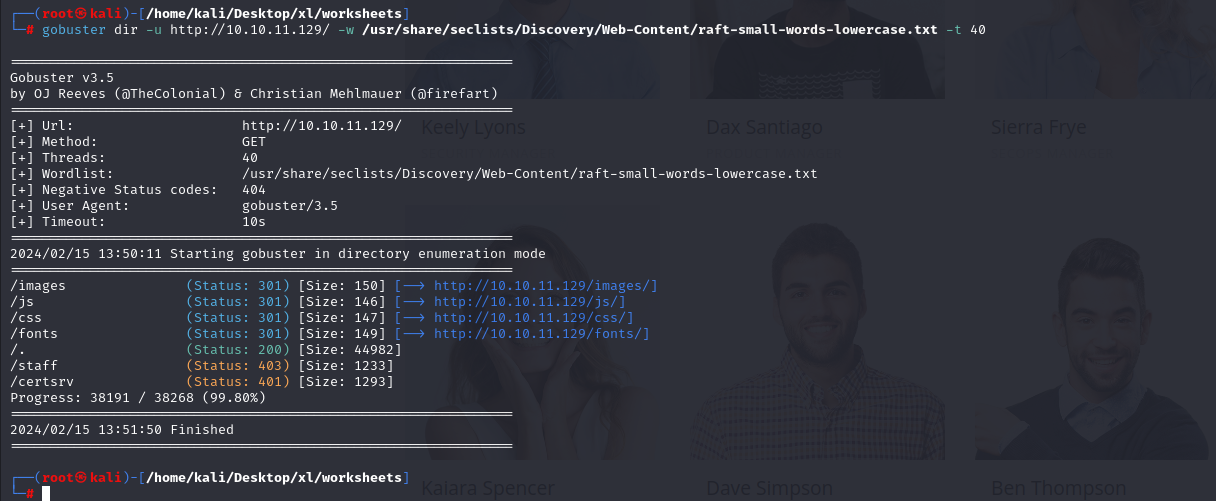 ┌──(root㉿kali)-[/home/kali/Desktop/xl/worksheets]
└─# gobuster dir -u http://10.10.11.129/ -w /usr/share/seclists/Discovery/Web-Content/raft-small-words-lowercase.txt -t 40
===============================================================
Gobuster v3.5
by OJ Reeves (@TheColonial) & Christian Mehlmauer (@firefart)
===============================================================
[+] Url: http://10.10.11.129/
Keely Lyons Dax Santiago Sierra Frye
[+] Method: GET
[+] Threads: 40
[+] Wordlist: /usr/share/seclists/Discovery/Web-Content/raft-small-words-lowercase.txt
[+] Negative Status codes: 404
[+] User Agent: gobuster/3.5
[+] Timeout: 10s
===============================================================
2024/02/15 13:50:11 Starting gobuster in directory enumeration mode
===============================================================
/images (Status: 301) [Size: 150] [--> http://10.10.11.129/images/]
/js (Status: 301) [Size: 146] [--> http://10.10.11.129/js/]
/css (Status: 301) [Size: 147] [--> http://10.10.11.129/css/]
/fonts (Status: 301) [Size: 149] [--> http://10.10.11.129/fonts/]
/. (Status: 200) [Size: 44982]
/staff (Status: 403) [Size: 1233]
/certsrv (Status: 401) [Size: 1293]
Progress: 38191 / 38268 (99.80%)
===============================================================
2024/02/15 13:51:50 Finished
===============================================================
┌──(root㉿kali)-[/home/kali/Desktop/xl/worksheets]
└─#
Kaiara Spencer Dave Simpson Ben Thompson